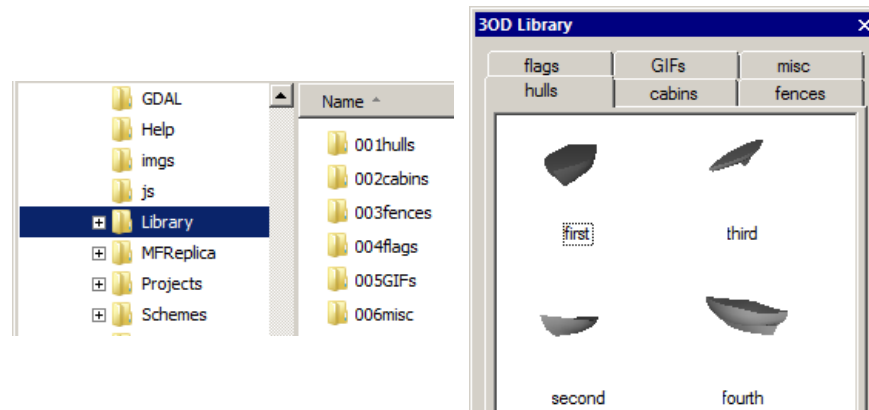 GDAL
Help
imgs
js
Library
MFReplica
Projects
Schemes
Name
001hulls
002cabins
003fences
004flags
005GIFs
006misc
3OD Library
flags GIFs misc
hulls cabins fences
first third
second fourth